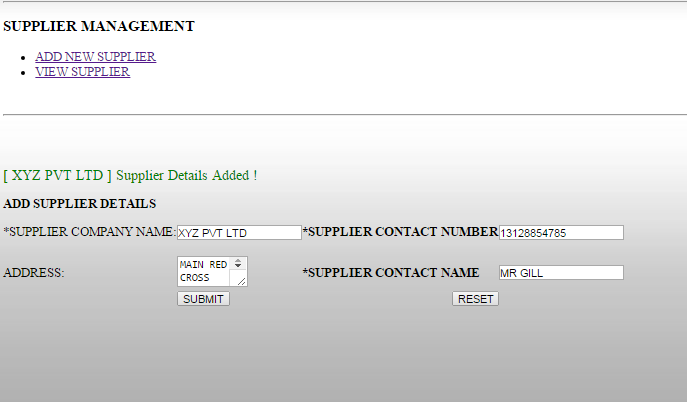 SUPPLIER MANAGEMENT
ADD NEW SUPPLIER
VIEW SUPPLIER
[ XYZ PVT LTD ] Supplier Details Added !
ADD SUPPLIER DETAILS
*SUPPLIER COMPANY NAME: XYZ PVT LTD *SUPPLIER CONTACT NUMBER 13128854785
ADDRESS: MAIN RED CROSS *SUPPLIER CONTACT NAME MR GILL
SUBMIT RESET